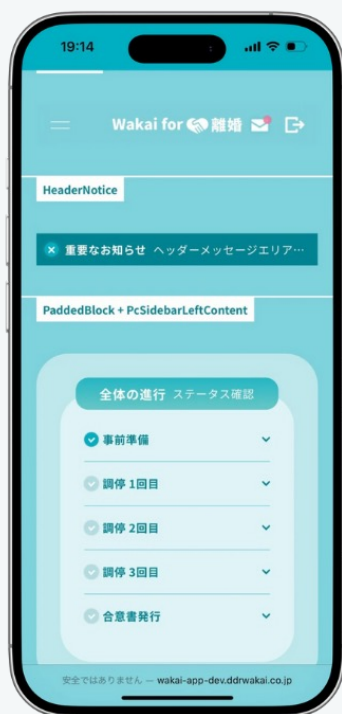 19:14
Wakai for 離婚
HeaderNotice
重要なお知らせ ヘッダーメッセージエリア…
PaddedBlock + PcSidebarLeftContent
全体の進行 ステータス確認
事前準備
調停 1回目
調停 2回目
調停 3回目
合意書発行
安全ではありません — wakai-app-dev.ddrwakai.co.jp